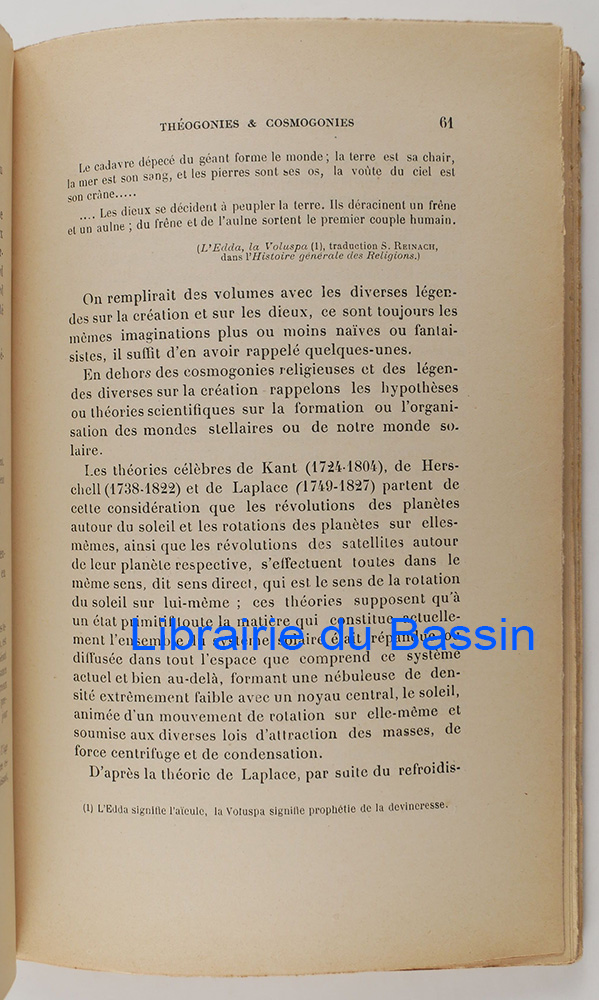 THÉOGONIES & COSMOGONIES 61
Le cadavre dépecé du géant forme le monde ; la terre est sa chair,
la mer est son sang, et les pierres sont ses os, la voûte du ciel est
son crâne.....
.... Les dieux se décident à peupler la terre. Ils déracinent un frêne
et un aulne ; du frêne et de l'aulne sortent le premier couple humain.
(L'Edda, la Voluspa (1), traduction S. REINACH,
dans l'Histoire générale des Religions.)
On remplirait des volumes avec les diverses légen-
des sur la création et sur les dieux, ce sont toujours les
mêmes imaginations plus ou moins naïves ou fantai-
sistes, il suffit d'en avoir rappelé quelques-unes.
En dehors des cosmogonies religieuses et des légen-
des diverses sur la création rappelons les hypothèses
ou théories scientifiques sur la formation ou l'organi-
sation des mondes stellaires ou de notre monde so-
laire.
Les théories célèbres de Kant (1724-1804), de Hers-
chell (1738-1822) et de Laplace (1749-1827) partent de
cette considération que les révolutions des planètes
autour du soleil et les rotations des planètes sur elles-
mêmes, ainsi que les révolutions des satellites autour
de leur planète respective, s'effectuent toutes dans le
même sens, dit sens direct, qui est le sens de la rotation
du soleil sur lui-même ; ces théories supposent qu'à
un état primitif toute la matière qui constitue actuelle-
ment l'ensemble du système solaire était répandue ou
Librairie du Bassin
diffusée dans tout l'espace que comprend ce système
actuel et bien au-delà, formant une nébuleuse de den-
sité extrêmement faible avec un noyau central, le soleil,
animée d'un mouvement de rotation sur elle-même et
soumise aux diverses lois d'attraction des masses, de
force centrifuge et de condensation.
D'après la théorie de Laplace, par suite du refroidis-
(1) L'Edda signifie l'aïeule, la Voluspa signifie prophétie de la devineresse.